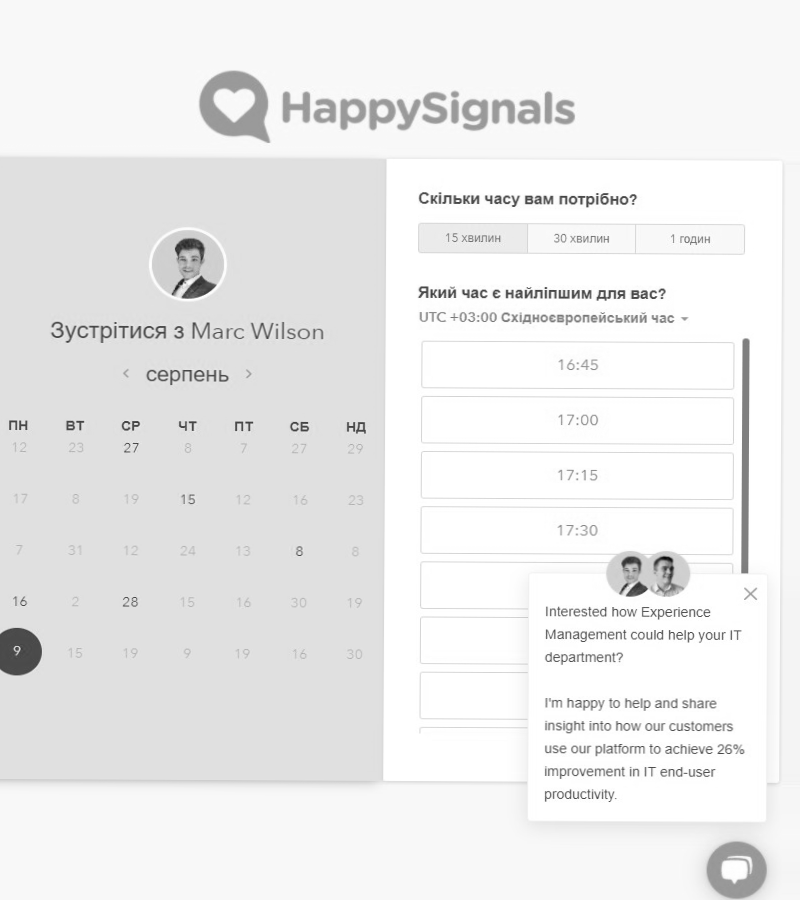 HappySignals
Зустрітися з Marc Wilson
серпень
ПН ВТ СР ЧТ ПТ СБ НД
12 23 27 8 7 27 29
17 8 19 15 12 16 23
7 31 12 24 13 8 8
16 2 28 15 16 30 19
9 15 19 9 19 16 30
Скільки часу вам потрібно?
15 хвилин 30 хвилин 1 годин
Який час є найліпшим для вас?
UTC +03:00 Східноєвропейський час
16:45
17:00
17:15
17:30
Interested how Experience
Management could help your IT
department?
I'm happy to help and share
insight into how our customers
use our platform to achieve 26%
improvement in IT end-user
productivity.